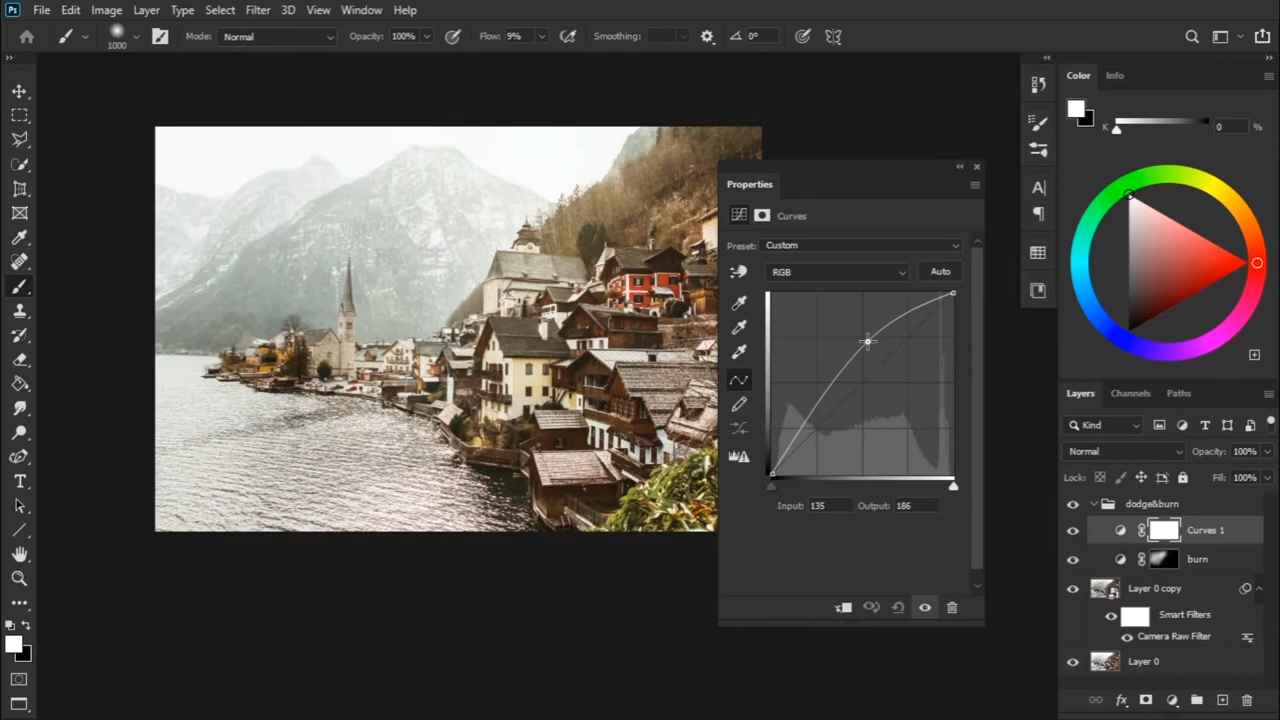 Ps File Edit Image Layer Type Select Filter 3D View Window Help
1000 Mode: Normal Opacity: 100% Flow: 9% Smoothing: 0°
Color Info
K 0 %
Properties
Curves
Preset: Custom
RGB Auto
Input: 135 Output: 186
Layers Channels Paths
Kind
Normal Opacity: 100%
Lock: Fill: 100%
dodge&burn
Curves 1
burn
Layer 0 copy
Smart Filters
Camera Raw Filter
Layer 0